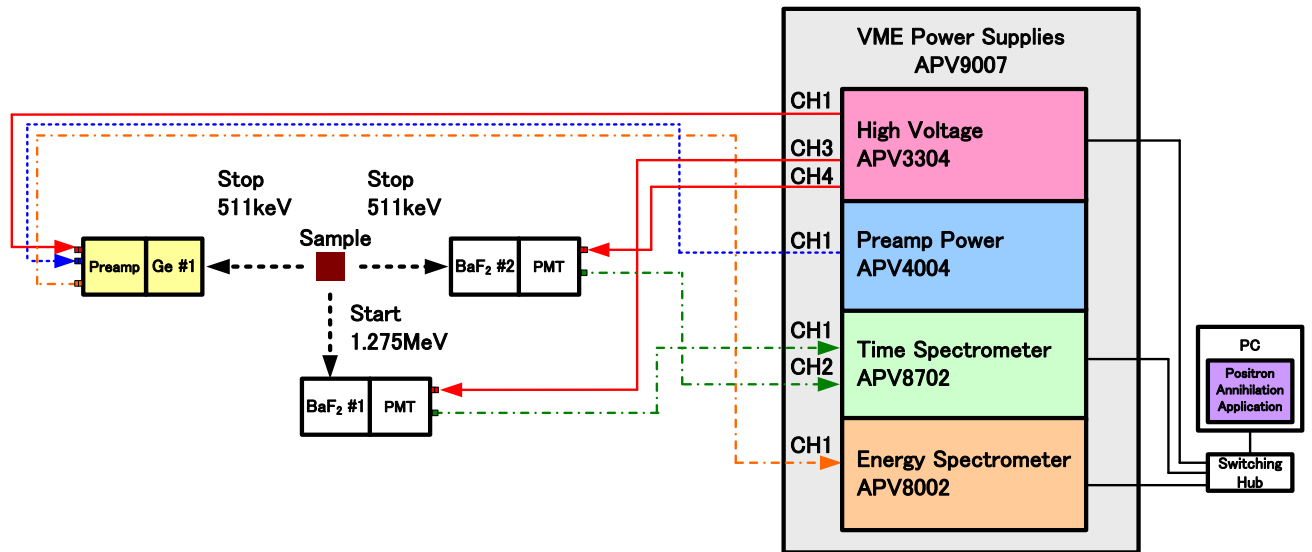 VME Power Supplies
APV9007
CH1
High Voltage
APV3304
CH3
CH4
Stop
511keV
Stop
511keV
Sample
Preamp
Ge #1
BaF₂ #2
PMT
CH1
Preamp Power
APV4004
Start
1.275MeV
BaF₂ #1
PMT
CH1
Time Spectrometer
APV8702
CH2
CH1
Energy Spectrometer
APV8002
PC
Positron
Annihilation
Application
Switching
Hub